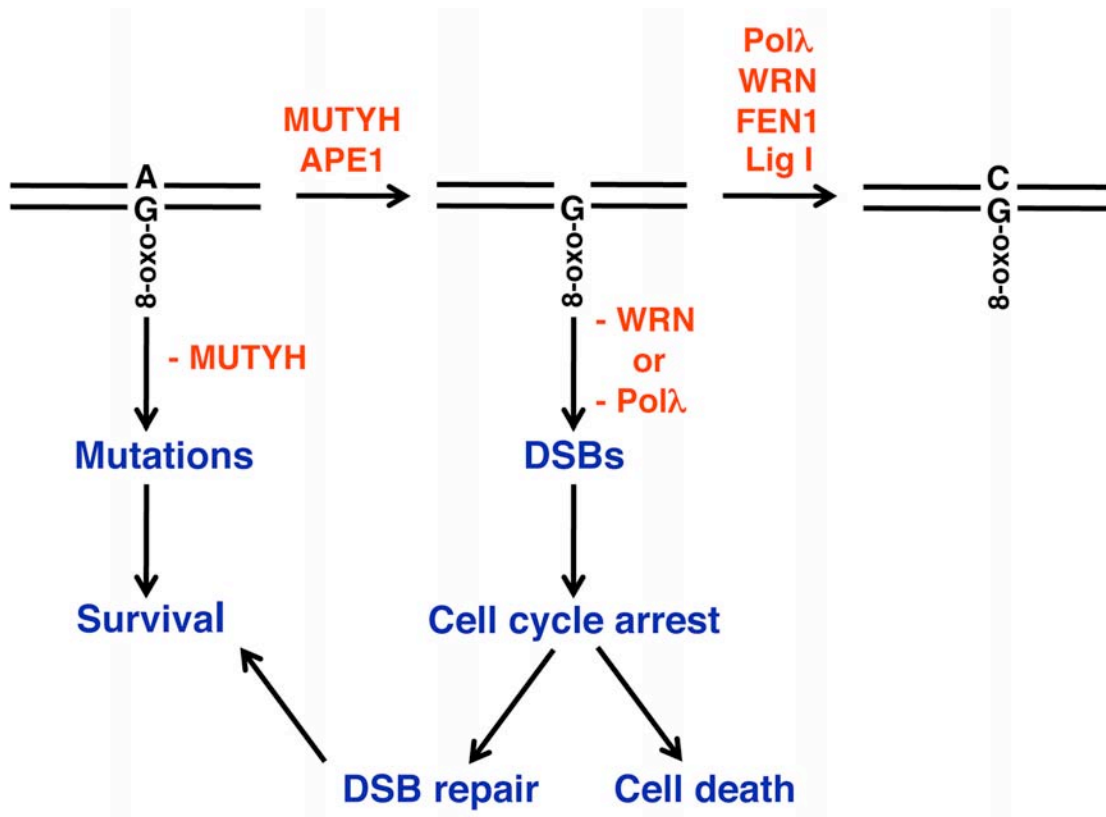 Polλ
WRN
FEN1
Lig I
MUTYH
APE1
A
G
8-oxo-
G
8-oxo-
C
G
8-oxo-
- MUTYH
- WRN
or
- Polλ
Mutations
DSBs
Survival
Cell cycle arrest
DSB repair
Cell death